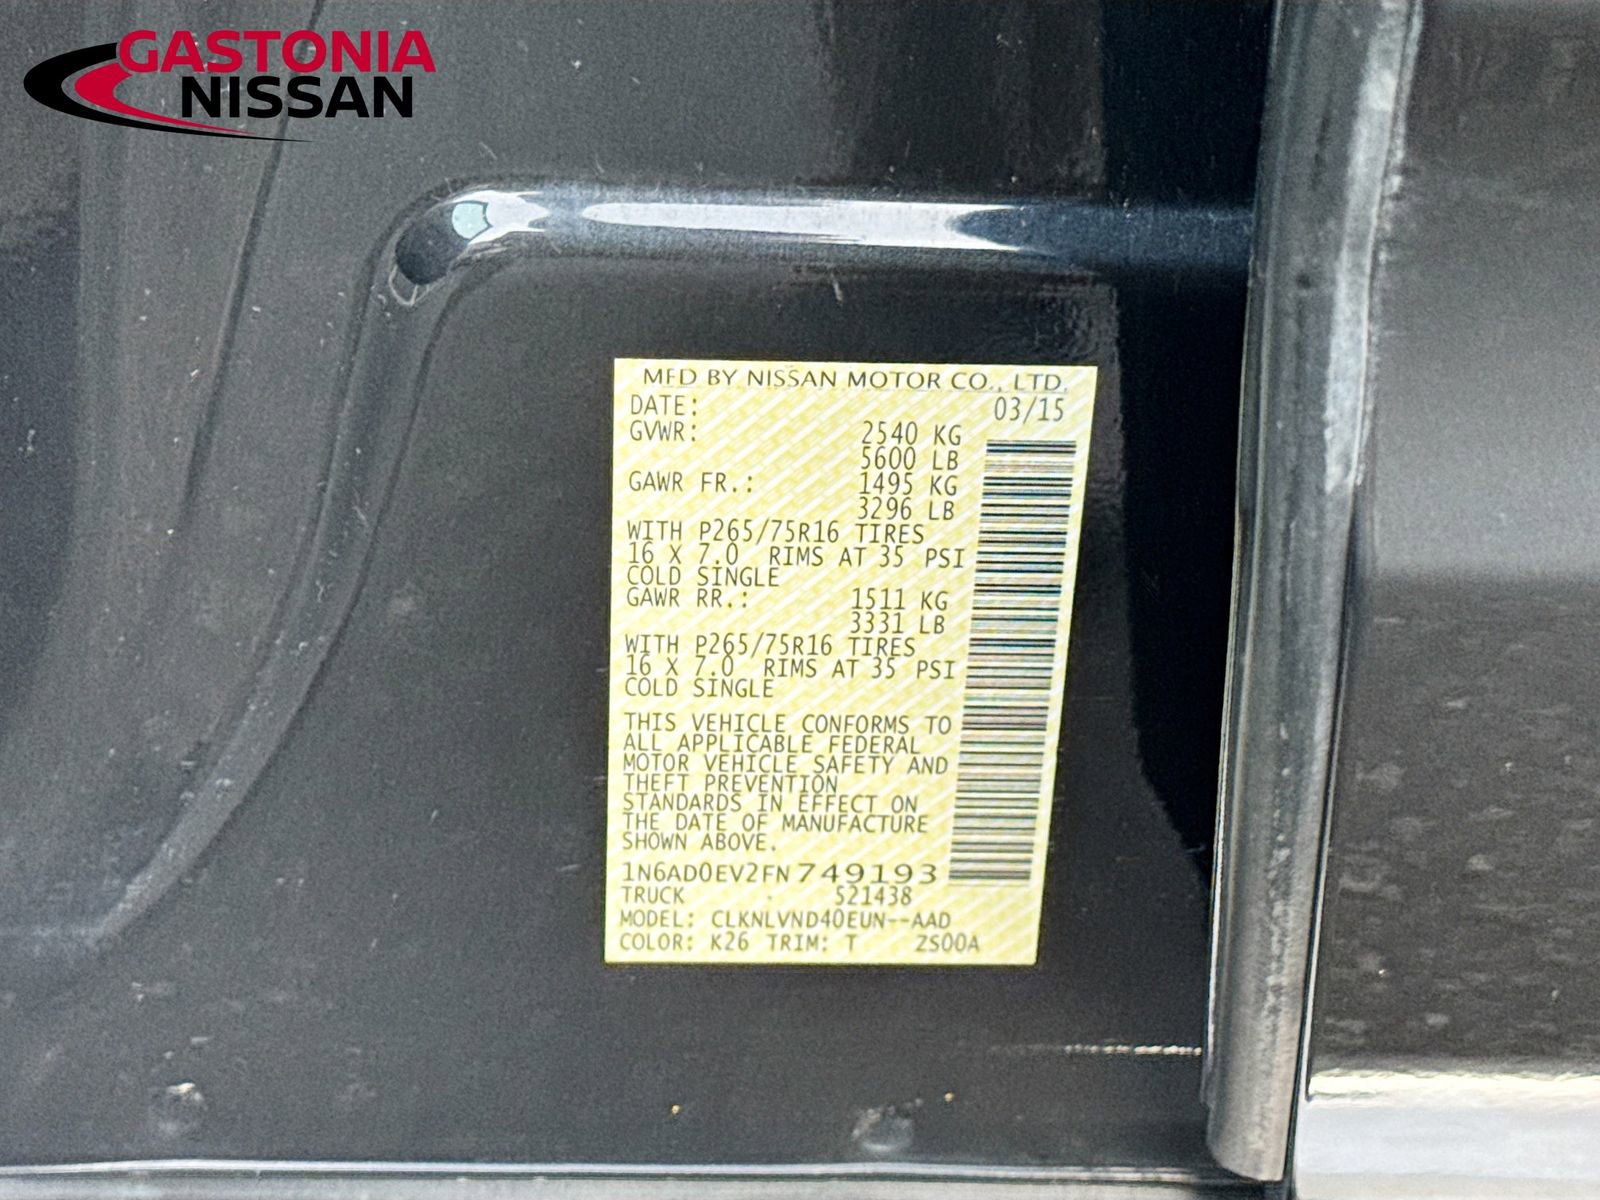 GASTONIA
NISSAN
MFD BY NISSAN MOTOR CO., LTD.
DATE: 03/15
GVWR: 2540 KG
5600 LB
GAWR FR.: 1495 KG
3296 LB
WITH P265/75R16 TIRES
16 X 7.0 RIMS AT 35 PSI
COLD SINGLE
GAWR RR.: 1511 KG
3331 LB
WITH P265/75R16 TIRES
16 X 7.0 RIMS AT 35 PSI
COLD SINGLE
THIS VEHICLE CONFORMS TO
ALL APPLICABLE FEDERAL
MOTOR VEHICLE SAFETY AND
THEFT PREVENTION
STANDARDS IN EFFECT ON
THE DATE OF MANUFACTURE
SHOWN ABOVE.
1N6AD0EV2FN749193
TRUCK S21438
MODEL: CLKNLVND40EUN--AAD
COLOR: K26 TRIM: T ZS00A